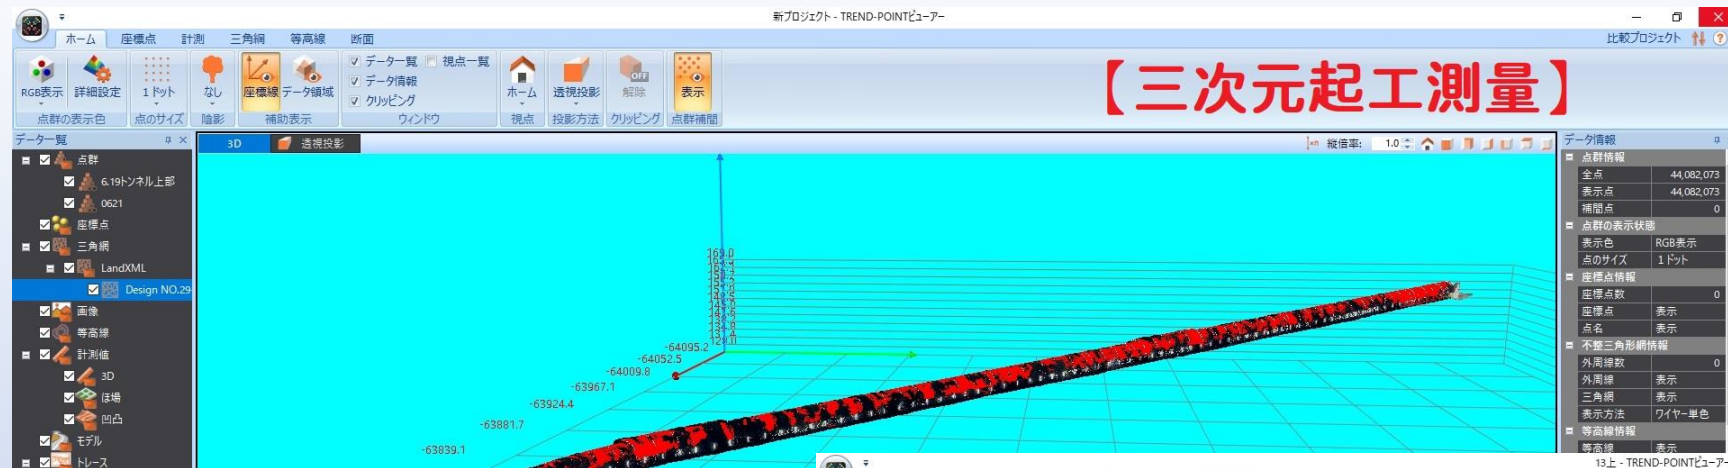 新プロジェクト - TREND-POINTビューアー
ホーム 座標点 計測 三角網 等高線 断面
比較プロジェクト
RGB表示 詳細設定 1 ドット なし 座標線 データ領域
データ一覧 視点一覧
データ情報
クリッピング
ホーム 透視投影 解除 表示
OFF
点群の表示色 点のサイズ 陰影 補助表示 ウィンドウ 視点 投影方法 クリッピング 点群補間
【三次元起工測量】
データ一覧
点群
6.19トンネル上部
0621
座標点
三角網
LandXML
Design NO.29
画像
等高線
計測値
3D
ほ場
凹凸
モデル
トレース
3D 透視投影
縦倍率: 1.0
169.0
-64095.2
-64052.5
-64009.8
-63967.1
-63924.4
-63881.7
-63839.1
データ情報
点群情報
全点 44,082,073
表示点 44,082,073
補間点 0
点群の表示状態
表示色 RGB表示
点のサイズ 1 ドット
座標点情報
座標点数 0
座標点 表示
点名 表示
不整三角形網情報
外周線数 0
外周線 表示
三角網 表示
表示方法 ワイヤー単色
等高線情報
等高線 表示
13上 - TREND-POINTビューアー